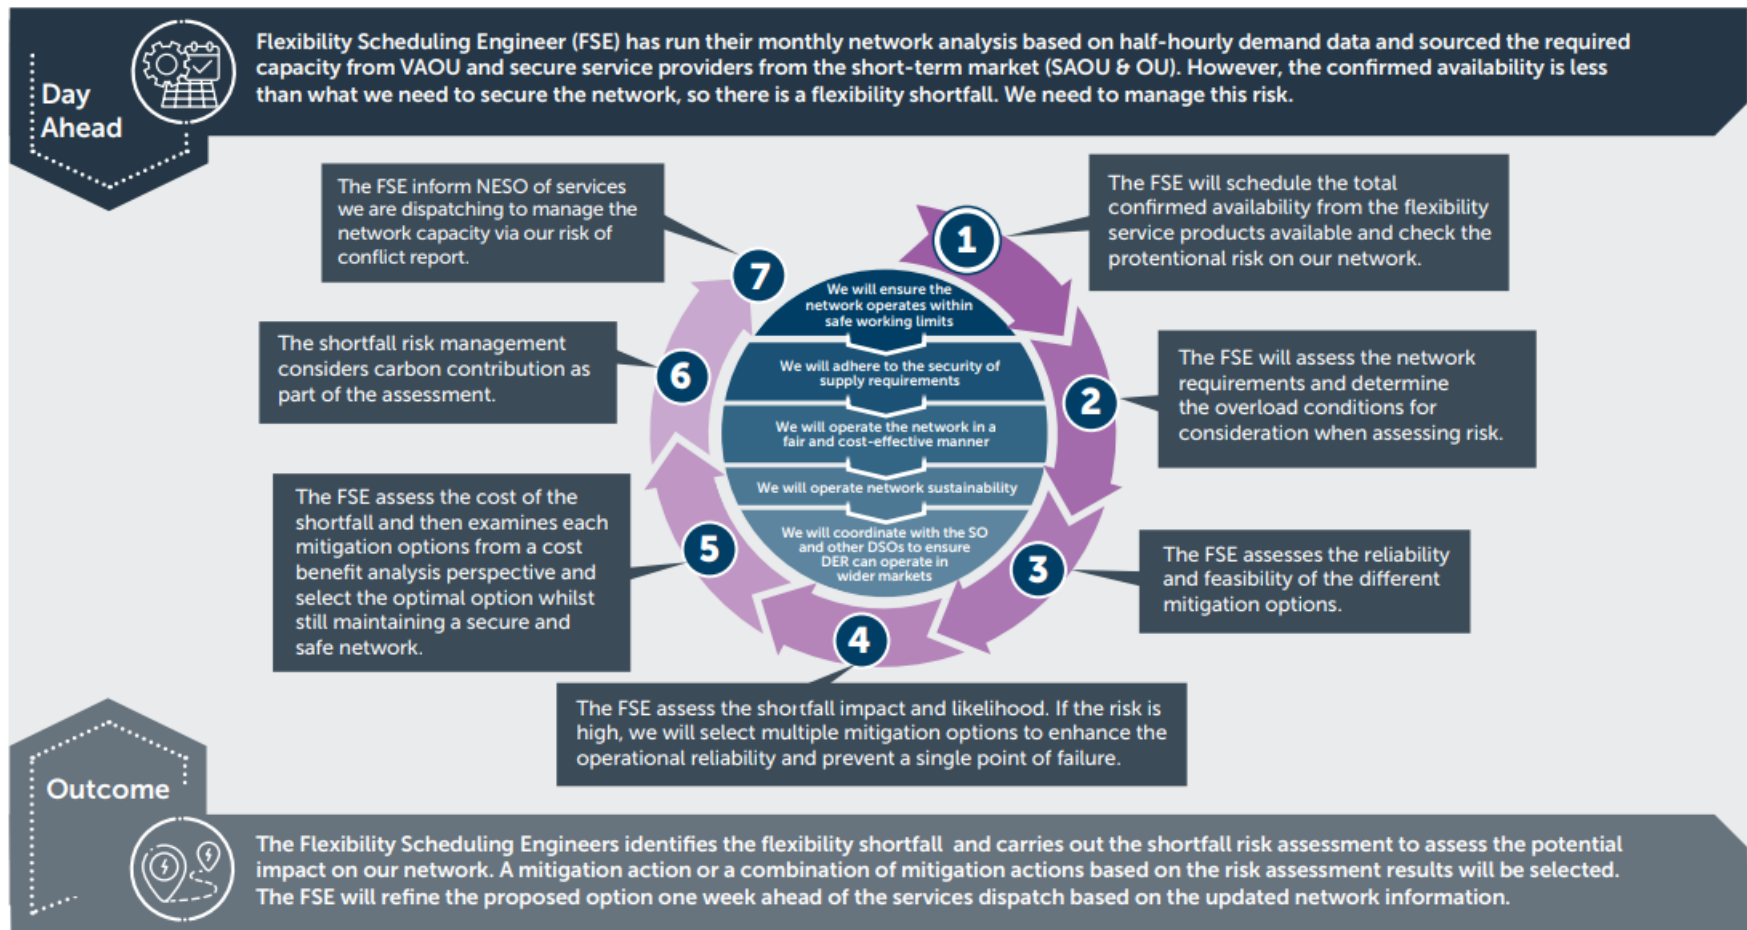 Day
Ahead
Flexibility Scheduling Engineer (FSE) has run their monthly network analysis based on half-hourly demand data and sourced the required
capacity from VAOU and secure service providers from the short-term market (SAOU & OU). However, the confirmed availability is less
than what we need to secure the network, so there is a flexibility shortfall. We need to manage this risk.
1
The FSE will schedule the total
confirmed availability from the flexibility
service products available and check the
protentional risk on our network.
2
The FSE will assess the network
requirements and determine
the overload conditions for
consideration when assessing risk.
3
The FSE assesses the reliability
and feasibility of the different
mitigation options.
4
The FSE assess the shortfall impact and likelihood. If the risk is
high, we will select multiple mitigation options to enhance the
operational reliability and prevent a single point of failure.
5
The FSE assess the cost of the
shortfall and then examines each
mitigation options from a cost
benefit analysis perspective and
select the optimal option whilst
still maintaining a secure and
safe network.
6
The shortfall risk management
considers carbon contribution as
part of the assessment.
7
The FSE inform NESO of services
we are dispatching to manage the
network capacity via our risk of
conflict report.
We will ensure the
network operates within
safe working limits
We will adhere to the security of
supply requirements
We will operate the network in a
fair and cost-effective manner
We will operate network sustainability
We will coordinate with the SO
and other DSOs to ensure
DER can operate in
wider markets
Outcome
The Flexibility Scheduling Engineers identifies the flexibility shortfall and carries out the shortfall risk assessment to assess the potential
impact on our network. A mitigation action or a combination of mitigation actions based on the risk assessment results will be selected.
The FSE will refine the proposed option one week ahead of the services dispatch based on the updated network information.